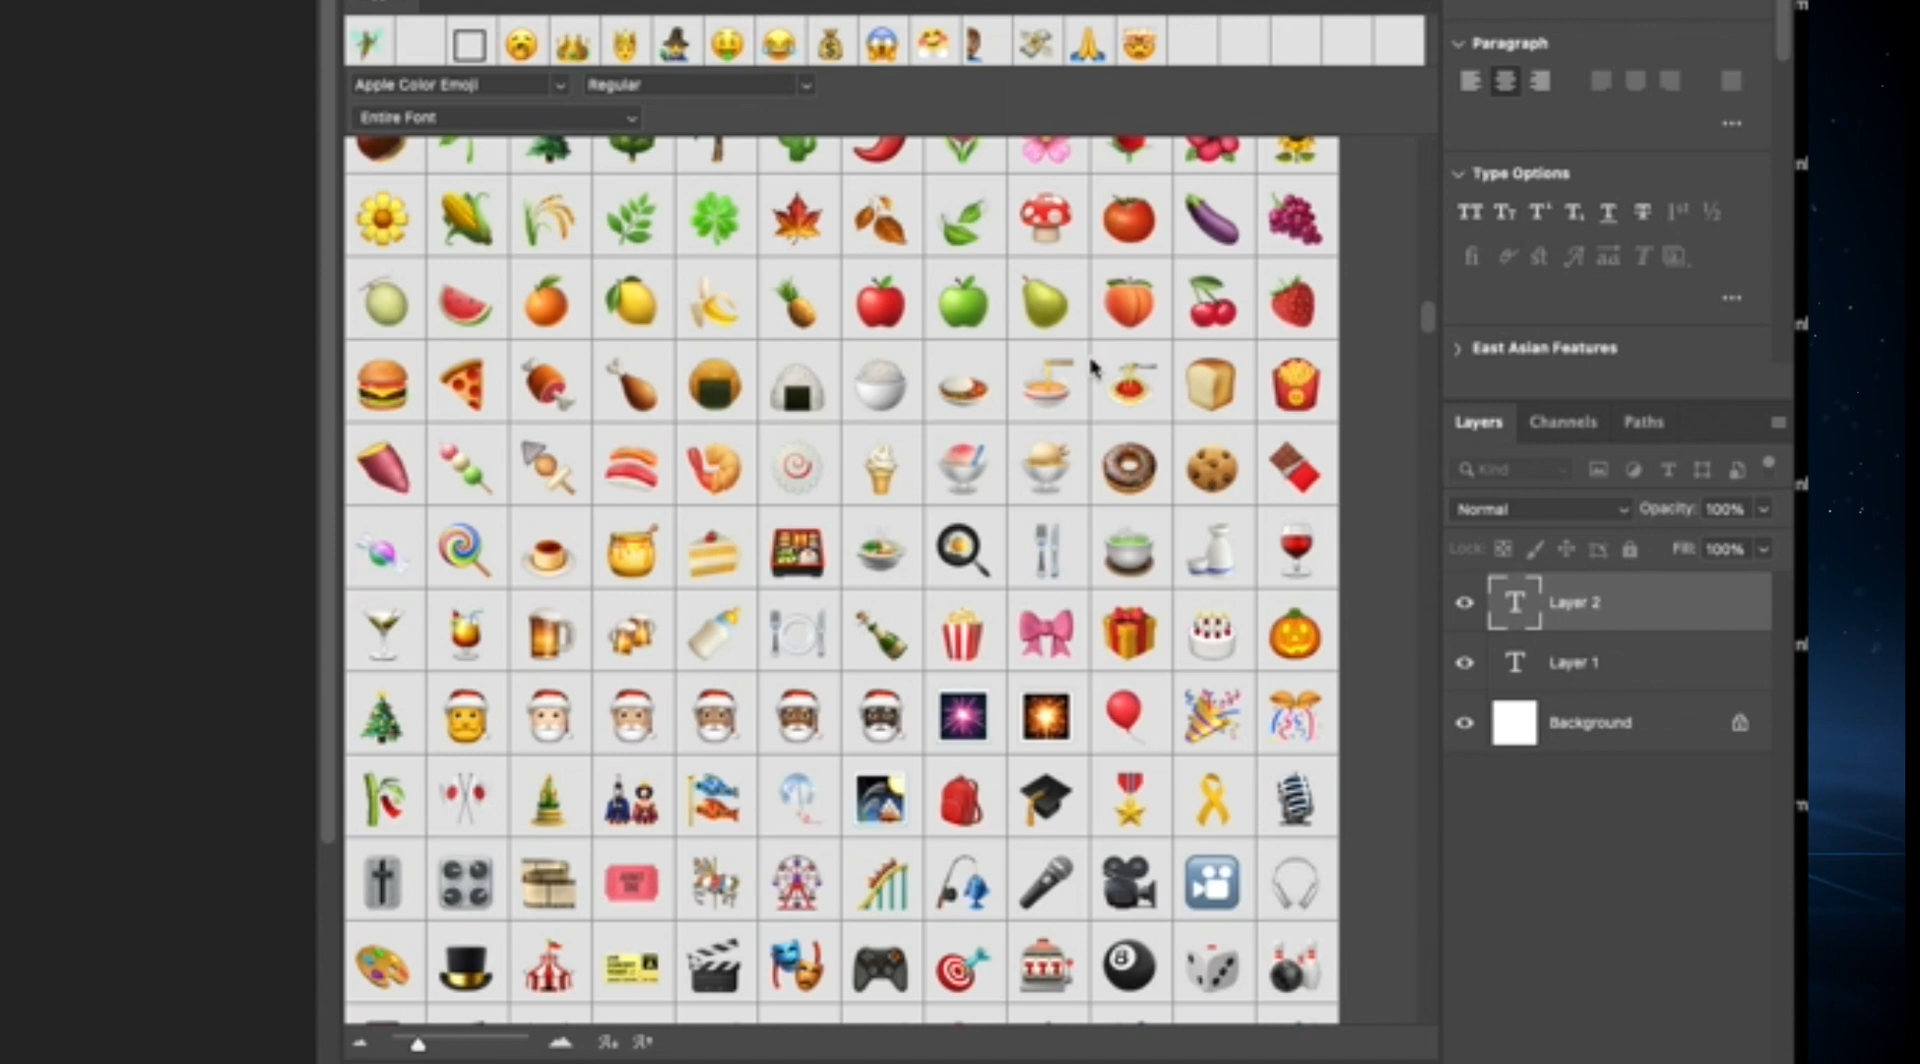 Apple Color Emoji
Regular
Entire Font
Paragraph
Type Options
East Asian Features
Layers
Channels
Paths
Kind
Normal
Opacity: 100%
Lock:
Fill: 100%
Layer 2
Layer 1
Background